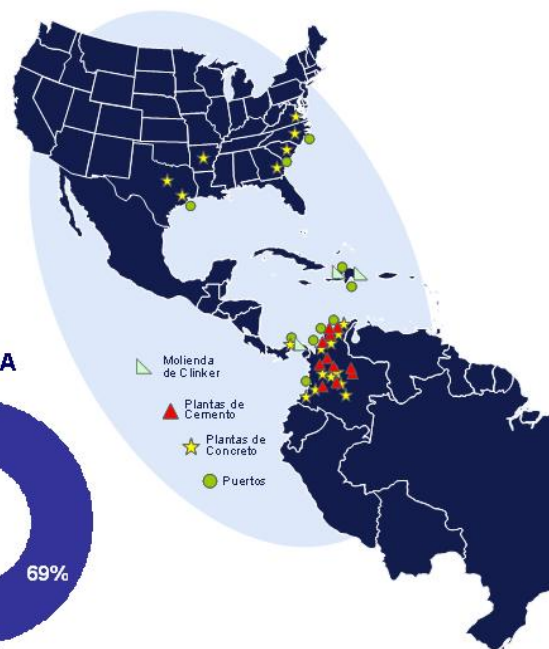 A
Molienda
de Clinker
Plantas de
Cemento
Plantas de
Concreto
Puertos
69%